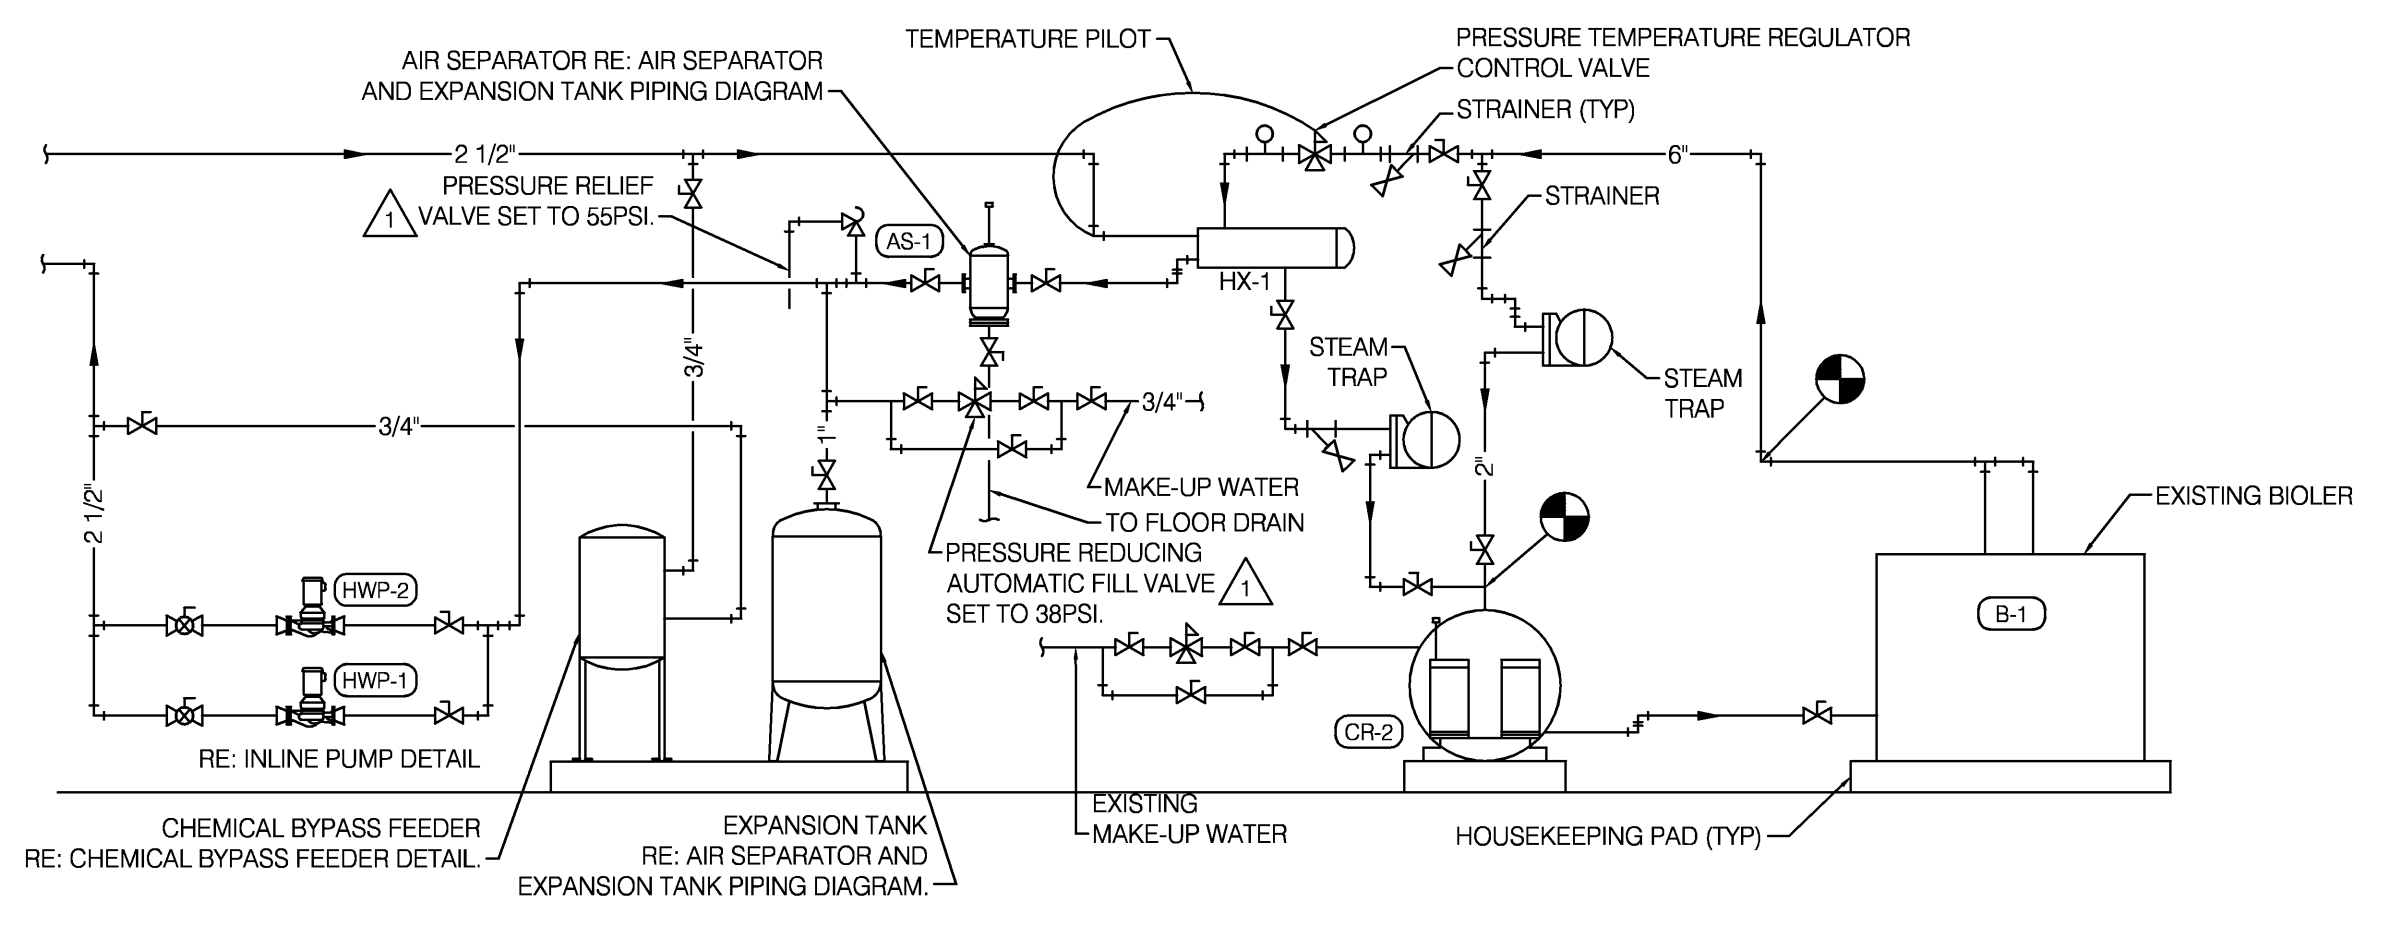 TEMPERATURE PILOT
PRESSURE TEMPERATURE REGULATOR
CONTROL VALVE
AIR SEPARATOR RE: AIR SEPARATOR
AND EXPANSION TANK PIPING DIAGRAM
STRAINER (TYP)
2 1/2"
6"
PRESSURE RELIEF
VALVE SET TO 55PSI.
1
STRAINER
AS-1
HX-1
3/4"
STEAM
TRAP
STEAM
TRAP
3/4"
3/4"
1"
2"
2 1/2"
MAKE-UP WATER
TO FLOOR DRAIN
PRESSURE REDUCING
AUTOMATIC FILL VALVE
SET TO 38PSI.
1
EXISTING BIOLER
HWP-2
B-1
HWP-1
CR-2
RE: INLINE PUMP DETAIL
EXISTING
MAKE-UP WATER
CHEMICAL BYPASS FEEDER
RE: CHEMICAL BYPASS FEEDER DETAIL.
EXPANSION TANK
RE: AIR SEPARATOR AND
EXPANSION TANK PIPING DIAGRAM.
HOUSEKEEPING PAD (TYP)